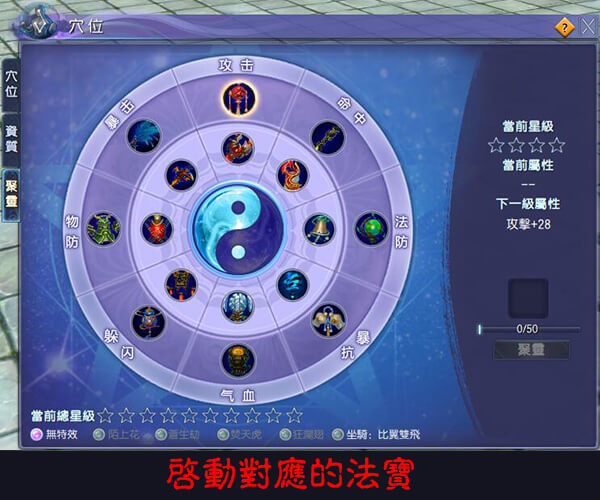 穴位
?
穴位
資質
聚靈
攻击
命中
法防
暴抗
气血
躲闪
物防
暴击
當前星級
當前屬性
--
下一級屬性
攻擊+28
0/50
聚靈
當前總星級
無特效 陌上花 蒼生劫 焚天虎 狂瀾翅 坐騎：比翼雙飛
啓動對應的法寶